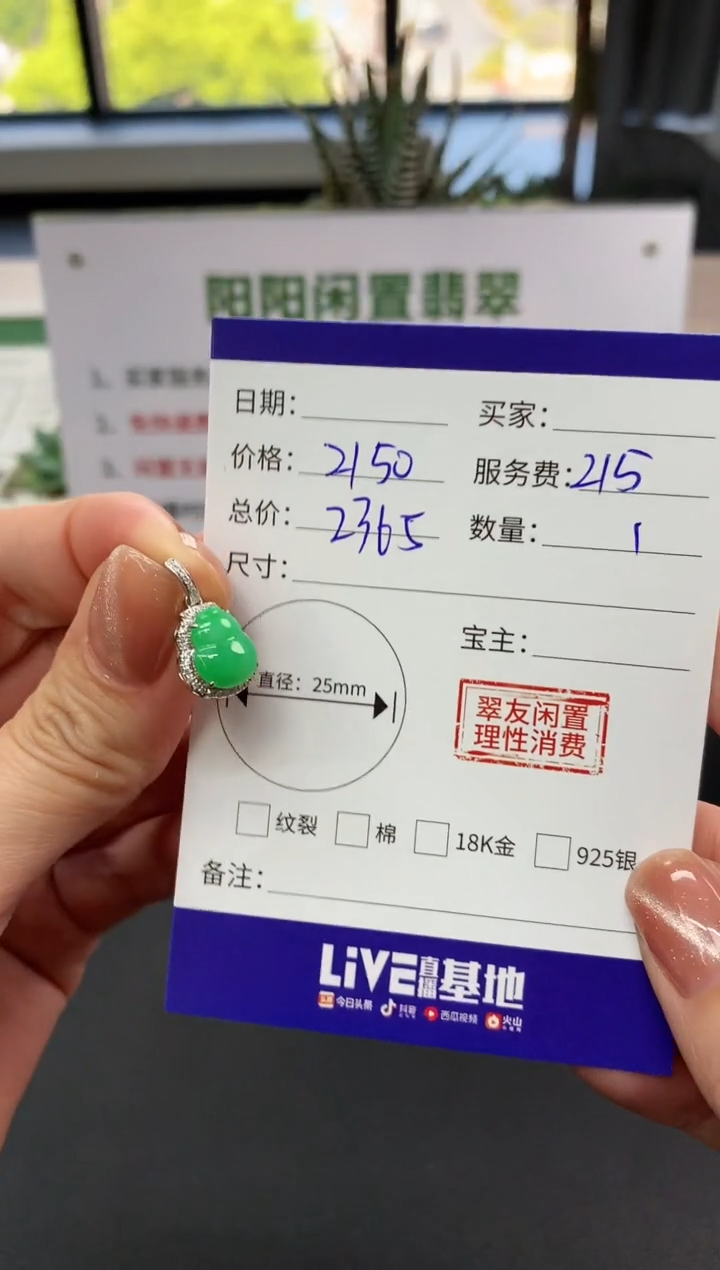 阳阳闲置翡翠
日期： 买家：
价格：2150 服务费：215
总价：2365 数量：1
尺寸：
宝主：
直径：25mm
翠友闲置
理性消费
纹裂 棉 18K金 925银
备注：
LiVE直播基地
今日头条 抖音 西瓜视频 火山